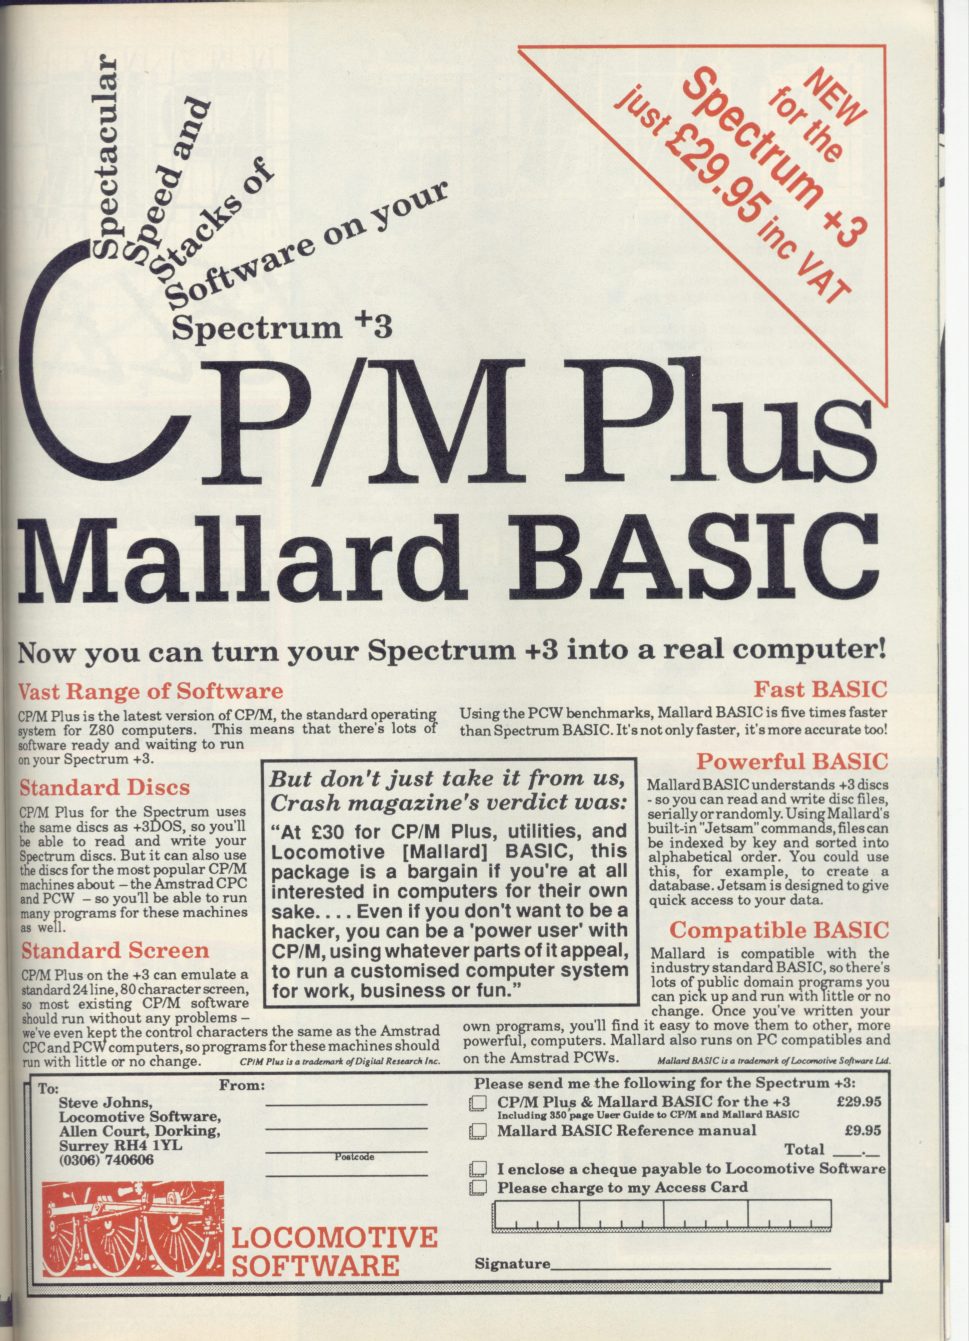 Spectacular
Speed and
Stacks of
Software on your
Spectrum +3
NEW
for the
Spectrum +3
just £29.95 inc VAT
CP/M Plus
Mallard BASIC
Now you can turn your Spectrum +3 into a real computer!
Vast Range of Software
CP/M Plus is the latest version of CP/M, the standard operating
system for Z80 computers. This means that there's lots of
software ready and waiting to run
on your Spectrum +3.
Standard Discs
CP/M Plus for the Spectrum uses
the same discs as +3DOS, so you'll
be able to read and write your
Spectrum discs. But it can also use
the discs for the most popular CP/M
machines about – the Amstrad CPC
and PCW – so you'll be able to run
many programs for these machines
as well.
Standard Screen
CP/M Plus on the +3 can emulate a
standard 24 line, 80 character screen,
so most existing CP/M software
should run without any problems –
we've even kept the control characters the same as the Amstrad
CPC and PCW computers, so programs for these machines should
run with little or no change.
CP/M Plus is a trademark of Digital Research Inc.
But don't just take it from us,
Crash magazine's verdict was:
"At £30 for CP/M Plus, utilities, and
Locomotive [Mallard] BASIC, this
package is a bargain if you're at all
interested in computers for their own
sake.... Even if you don't want to be a
hacker, you can be a 'power user' with
CP/M, using whatever parts of it appeal,
to run a customised computer system
for work, business or fun."
Fast BASIC
Using the PCW benchmarks, Mallard BASIC is five times faster
than Spectrum BASIC. It's not only faster, it's more accurate too!
Powerful BASIC
Mallard BASIC understands +3 discs
- so you can read and write disc files,
serially or randomly. Using Mallard's
built-in "Jetsam" commands, files can
be indexed by key and sorted into
alphabetical order. You could use
this, for example, to create a
database. Jetsam is designed to give
quick access to your data.
Compatible BASIC
Mallard is compatible with the
industry standard BASIC, so there's
lots of public domain programs you
can pick up and run with little or no
change. Once you've written your
own programs, you'll find it easy to move them to other, more
powerful, computers. Mallard also runs on PC compatibles and
on the Amstrad PCWs.
Mallard BASIC is a trademark of Locomotive Software Ltd.
To:
Steve Johns,
Locomotive Software,
Allen Court, Dorking,
Surrey RH4 1YL
(0306) 740606
From:
Postcode
LOCOMOTIVE
SOFTWARE
Please send me the following for the Spectrum +3:
CP/M Plus & Mallard BASIC for the +3 £29.95
Including 350 page User Guide to CP/M and Mallard BASIC
Mallard BASIC Reference manual £9.95
Total ___.__
I enclose a cheque payable to Locomotive Software
Please charge to my Access Card
Signature